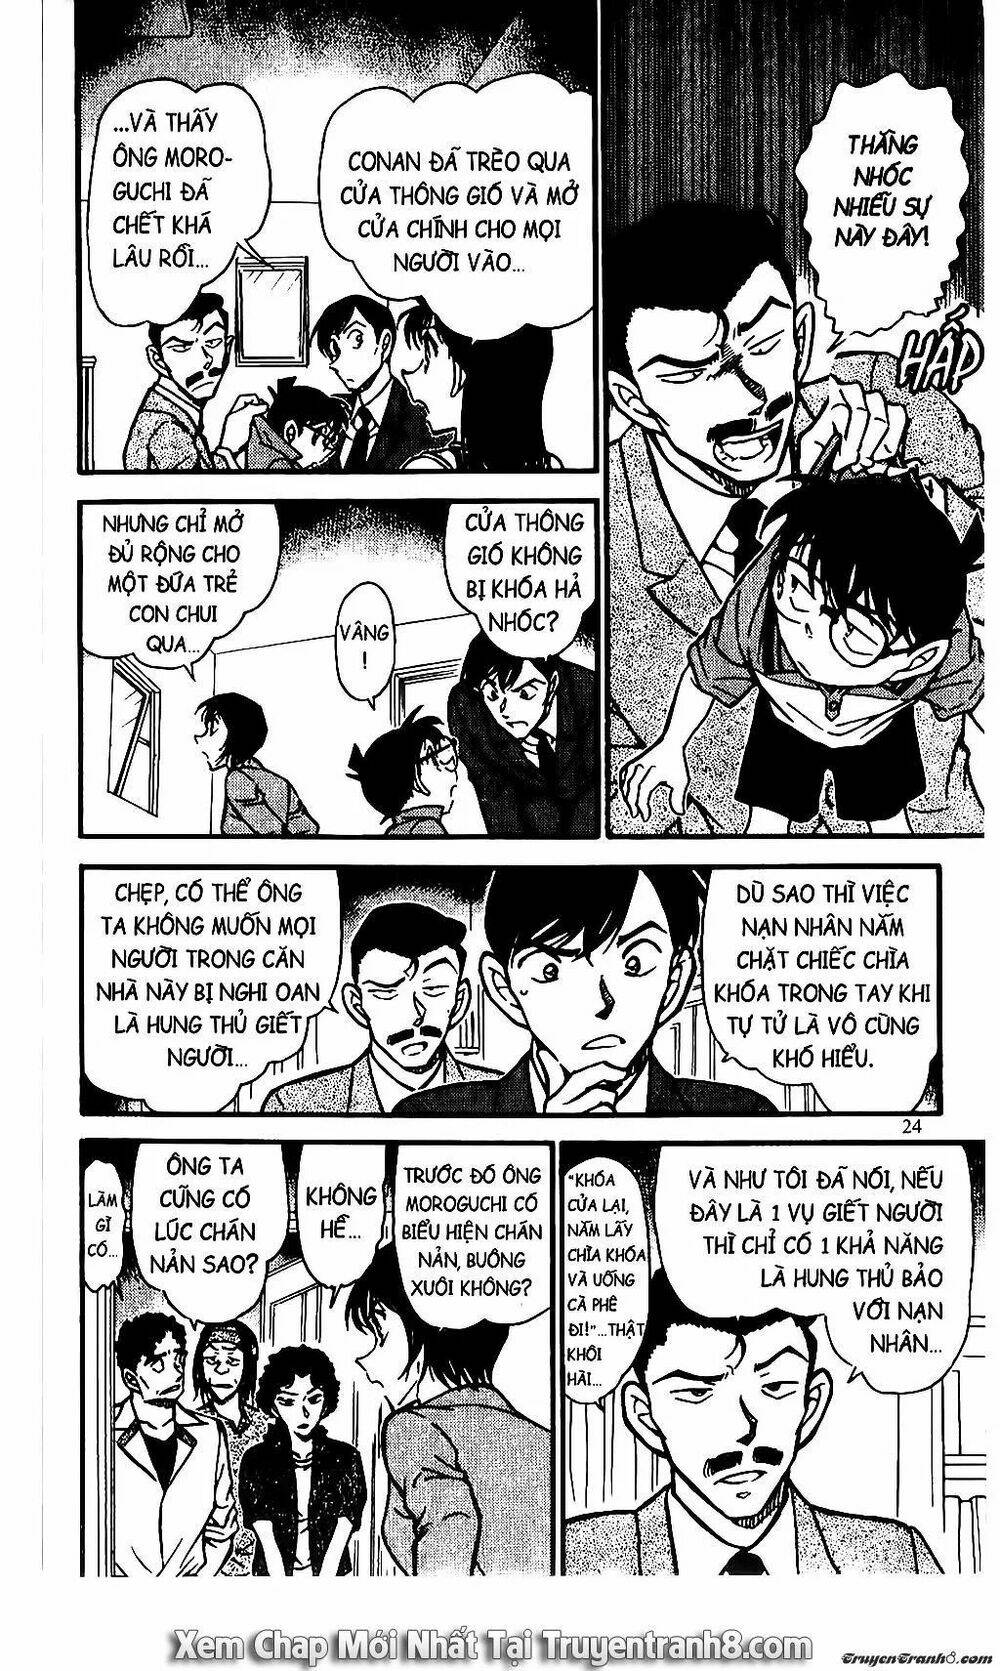 THẰNG
NHÓC
NHIỄU SỰ
NÀY ĐÂY!
HẤP
CONAN ĐÃ TRÈO QUA
CỬA THÔNG GIÓ VÀ MỞ
CỬA CHÍNH CHO MỌI
NGƯỜI VÀO...
...VÀ THẤY
ÔNG MORO-
GUCHI ĐÃ
CHẾT KHÁ
LÂU RỒI...
CỬA THÔNG
GIÓ KHÔNG
BỊ KHÓA HẢ
NHÓC?
VÂNG
!
NHƯNG CHỈ MỞ
ĐỦ RỘNG CHO
MỘT ĐỨA TRẺ
CON CHUI
QUA...
DÙ SAO THÌ VIỆC
NẠN NHÂN NẮM
CHẶT CHIẾC CHÌA
KHÓA TRONG TAY KHI
TỰ TỬ LÀ VÔ CÙNG
KHÓ HIỂU.
CHẸP, CÓ THỂ ÔNG
TA KHÔNG MUỐN MỌI
NGƯỜI TRONG CĂN
NHÀ NÀY BỊ NGHI OAN
LÀ HUNG THỦ GIẾT
NGƯỜI...
24
VÀ NHƯ TÔI ĐÃ NÓI, NẾU
ĐÂY LÀ 1 VỤ GIẾT NGƯỜI
THÌ CHỈ CÓ 1 KHẢ NĂNG
LÀ HUNG THỦ BẢO
VỚI NẠN
NHÂN...
"KHÓA
CỬA LẠI,
NẮM LẤY
CHÌA KHÓA
VÀ UỐNG
CÀ PHÊ
ĐI!"...THẬT
KHÔI
HÀI...
TRƯỚC ĐÓ ÔNG
MOROGUCHI CÓ
BIỂU HIỆN CHÁN
NẢN, BUÔNG
XUÔI KHÔNG?
KHÔNG
HỀ...
ÔNG TA
CŨNG CÓ
LÚC CHÁN
NẢN SAO?
LÀM
GÌ
CÓ...
Xem Chap Mới Nhất Tại Truyentranh8.com
TruyenTranh8.com